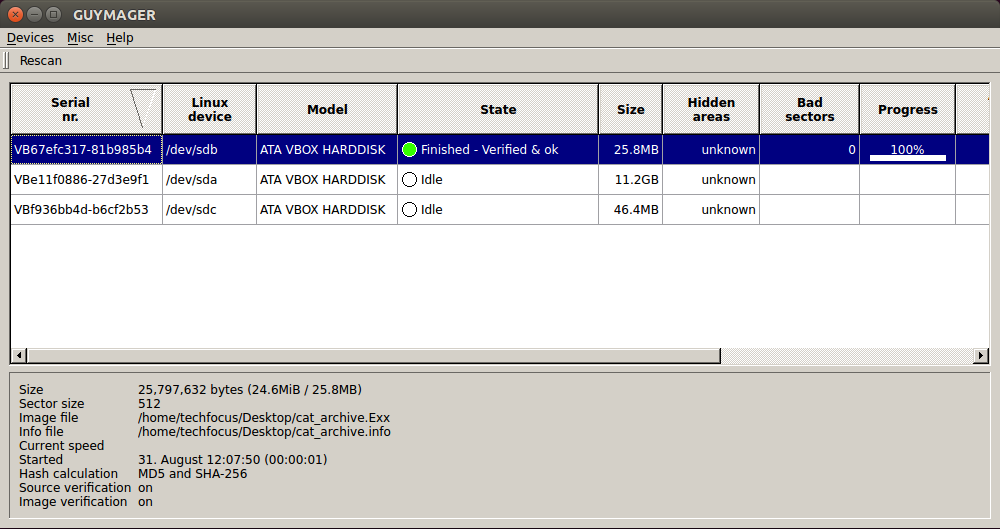 GUYMAGER
Devices Misc Help
Rescan
Serial nr. Linux device Model State Size Hidden areas Bad sectors Progress
VB67efc317-81b985b4 /dev/sdb ATA VBOX HARDDISK Finished - Verified & ok 25.8MB unknown 0 100%
VBe11f0886-27d3e9f1 /dev/sda ATA VBOX HARDDISK Idle 11.2GB unknown
VBf936bb4d-b6cf2b53 /dev/sdc ATA VBOX HARDDISK Idle 46.4MB unknown
Size 25,797,632 bytes (24.6MiB / 25.8MB)
Sector size 512
Image file /home/techfocus/Desktop/cat_archive.Exx
Info file /home/techfocus/Desktop/cat_archive.info
Current speed
Started 31. August 12:07:50 (00:00:01)
Hash calculation MD5 and SHA-256
Source verification on
Image verification on